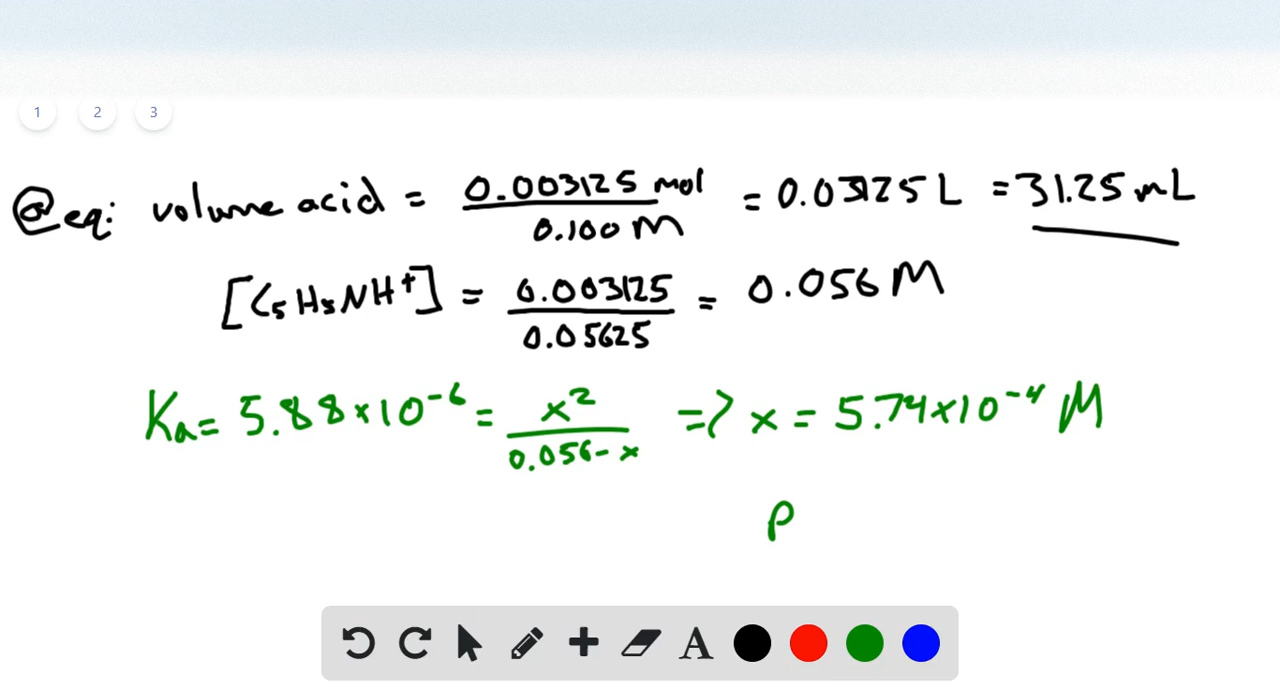 1 2 3
@eq: volume acid = 0.003125 mol / 0.100 M = 0.03125 L = 31.25 mL
[C₅H₅NH⁺] = 0.003125 / 0.05625 = 0.056 M
Ka = 5.88×10⁻⁶ = x² / 0.056-x => x = 5.74×10⁻⁴ M
P
A